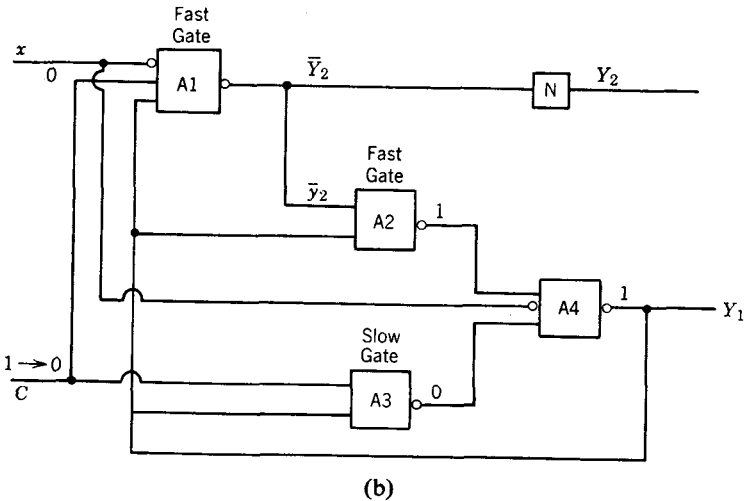 Fast
Gate
x
0
A1
Ȳ₂
N
Y₂
Fast
Gate
ȳ₂
A2
1
A4
1
Y₁
Slow
Gate
1 → 0
C
A3
0
(b)